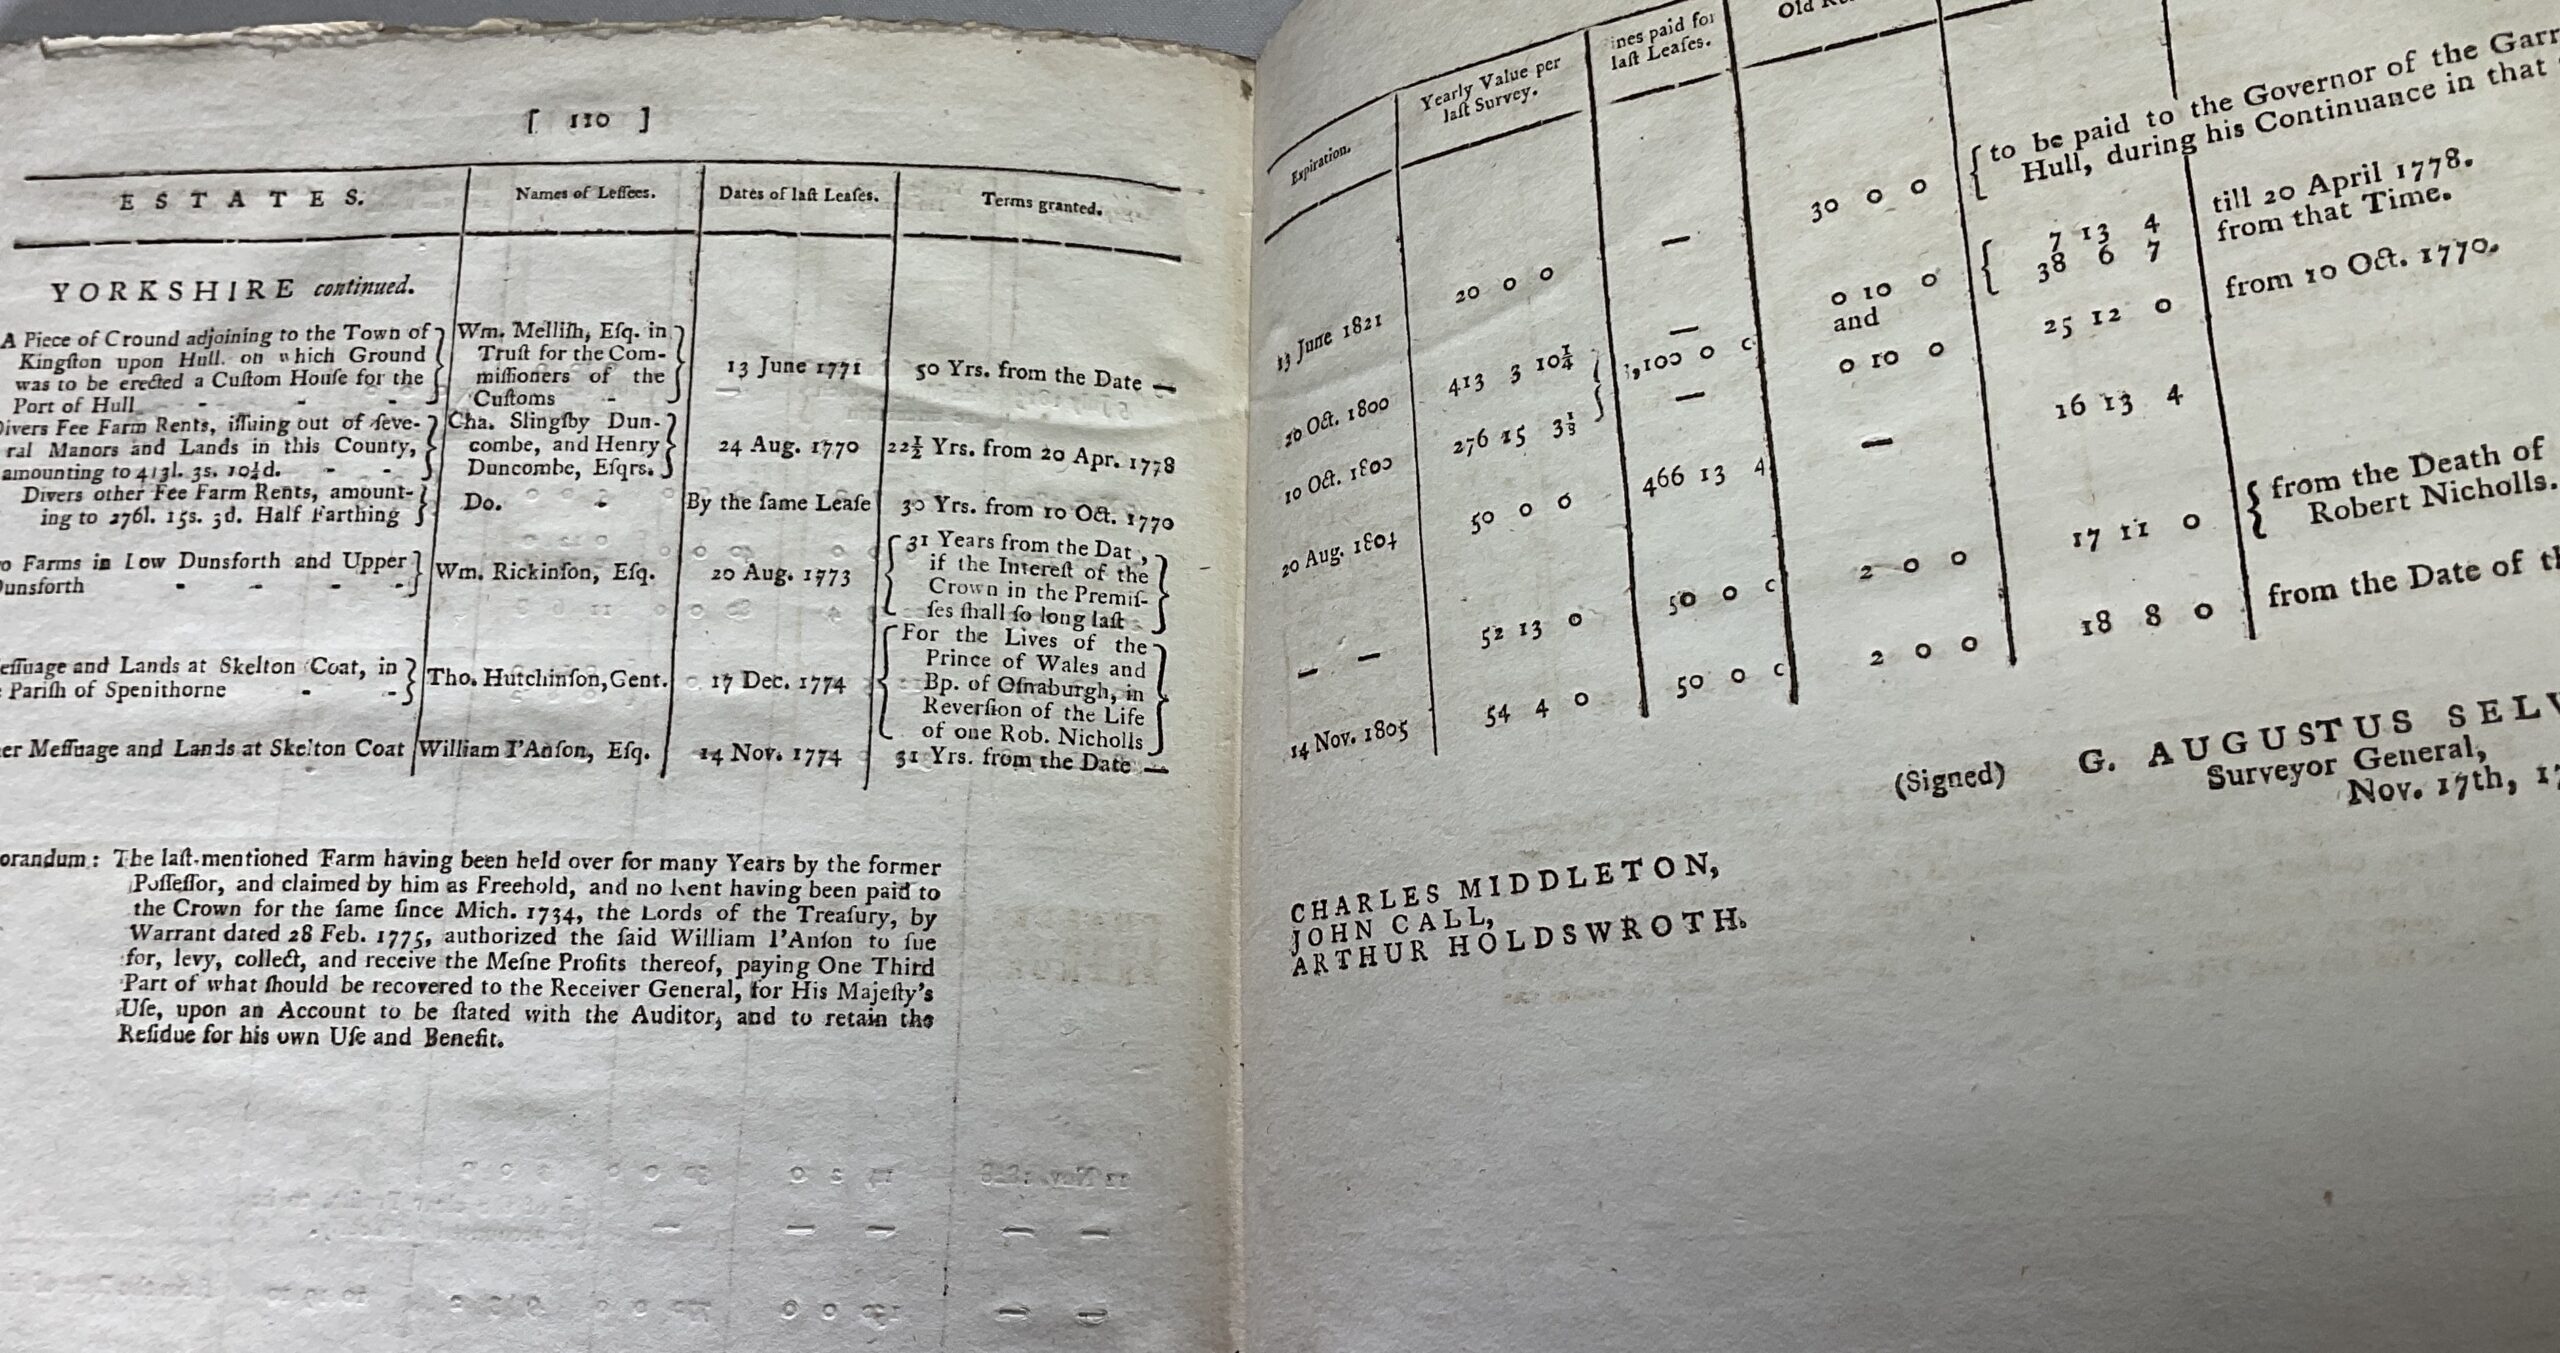 [ 110 ]
ESTATES. Names of Leſſees. Dates of laſt Leaſes. Terms granted.
YORKSHIRE continued.
A Piece of Cround adjoining to the Town of
Kingſton upon Hull. on which Ground
was to be erected a Cuſtom Houſe for the
Port of Hull - - -
Wm. Melliſh, Eſq. in
Truſt for the Com-
miſſioners of the
Cuſtoms -
13 June 1771
50 Yrs. from the Date —
Divers Fee Farm Rents, iſſuing out of ſeve-
ral Manors and Lands in this County,
amounting to 413l. 3s. 10¼d. - -
Cha. Slingſby Dun-
combe, and Henry
Duncombe, Eſqrs.
24 Aug. 1770
22½ Yrs. from 20 Apr. 1778
Divers other Fee Farm Rents, amount-
ing to 276l. 15s. 3d. Half Farthing
Do. -
By the ſame Leaſe
30 Yrs. from 10 Oct. 1770
Farms in Low Dunsforth and Upper
- - - -
Wm. Rickinſon, Eſq.
20 Aug. 1773
31 Years from the Dat ,
if the Intereſt of the
Crown in the Premiſ-
ſes ſhall ſo long laſt
and Lands at Skelton Coat, in
Pariſh of Spenithorne - -
Tho. Hutchinſon, Gent.
17 Dec. 1774
For the Lives of the
Prince of Wales and
Bp. of Oſnaburgh, in
Reverſion of the Life
of one Rob. Nicholls
Meſſuage and Lands at Skelton Coat
William I'Anſon, Eſq.
14 Nov. 1774
31 Yrs. from the Date —
The laſt-mentioned Farm having been held over for many Years by the former
Poſſeſſor, and claimed by him as Freehold, and no Rent having been paid to
the Crown for the ſame ſince Mich. 1734, the Lords of the Treaſury, by
Warrant dated 28 Feb. 1775, authorized the ſaid William I'Anſon to ſue
for, levy, collect, and receive the Meſne Profits thereof, paying One Third
Part of what ſhould be recovered to the Receiver General, for His Majeſty's
Uſe, upon an Account to be ſtated with the Auditor, and to retain the
Reſidue for his own Uſe and Benefit.
Expiration.
Yearly Value per
laſt Survey.
paid for
laſt Leaſes.
Old
13 June 1821
20 0 0
—
30 0 0
to be paid to the Governor of the
Hull, during his Continuance in that
20 Oct. 1800
413 3 10¼
—
0 10 0
and
7 13 4 till 20 April 1778.
38 6 7 from that Time.
10 Oct. 1800
276 15 3⅛
—
0 10 0
25 12 0
from 10 Oct. 1770.
20 Aug. 1804
50 0 0
466 13 4
—
16 13 4
— —
52 13 0
50 0
2 0 0
17 11 0
from the Death of
Robert Nicholls.
14 Nov. 1805
54 4 0
50 0
2 0 0
18 8 0
from the Date of
(Signed) G. AUGUSTUS
Surveyor General,
Nov. 17th,
CHARLES MIDDLETON,
JOHN CALL,
ARTHUR HOLDSWROTH.